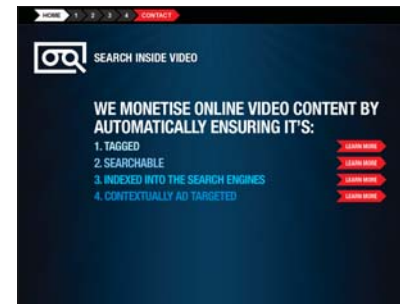 HOME 1 2 3 4 CONTACT
SEARCH INSIDE VIDEO
WE MONETISE ONLINE VIDEO CONTENT BY
AUTOMATICALLY ENSURING IT'S:
1. TAGGED LEARN MORE
2. SEARCHABLE LEARN MORE
3. INDEXED INTO THE SEARCH ENGINES LEARN MORE
4. CONTEXTUALLY AD TARGETED LEARN MORE